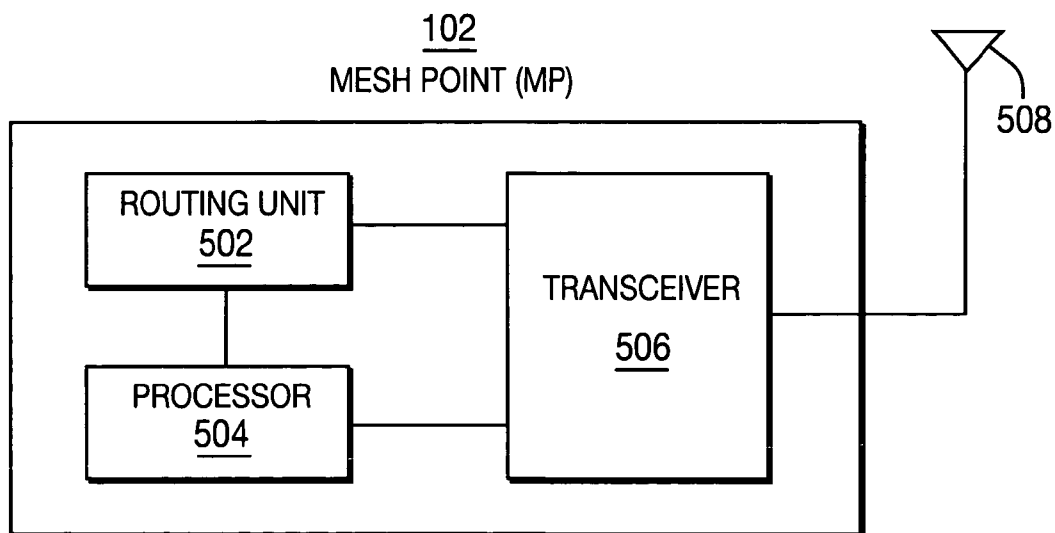 102
MESH POINT (MP)
508
ROUTING UNIT
502
TRANSCEIVER
506
PROCESSOR
504